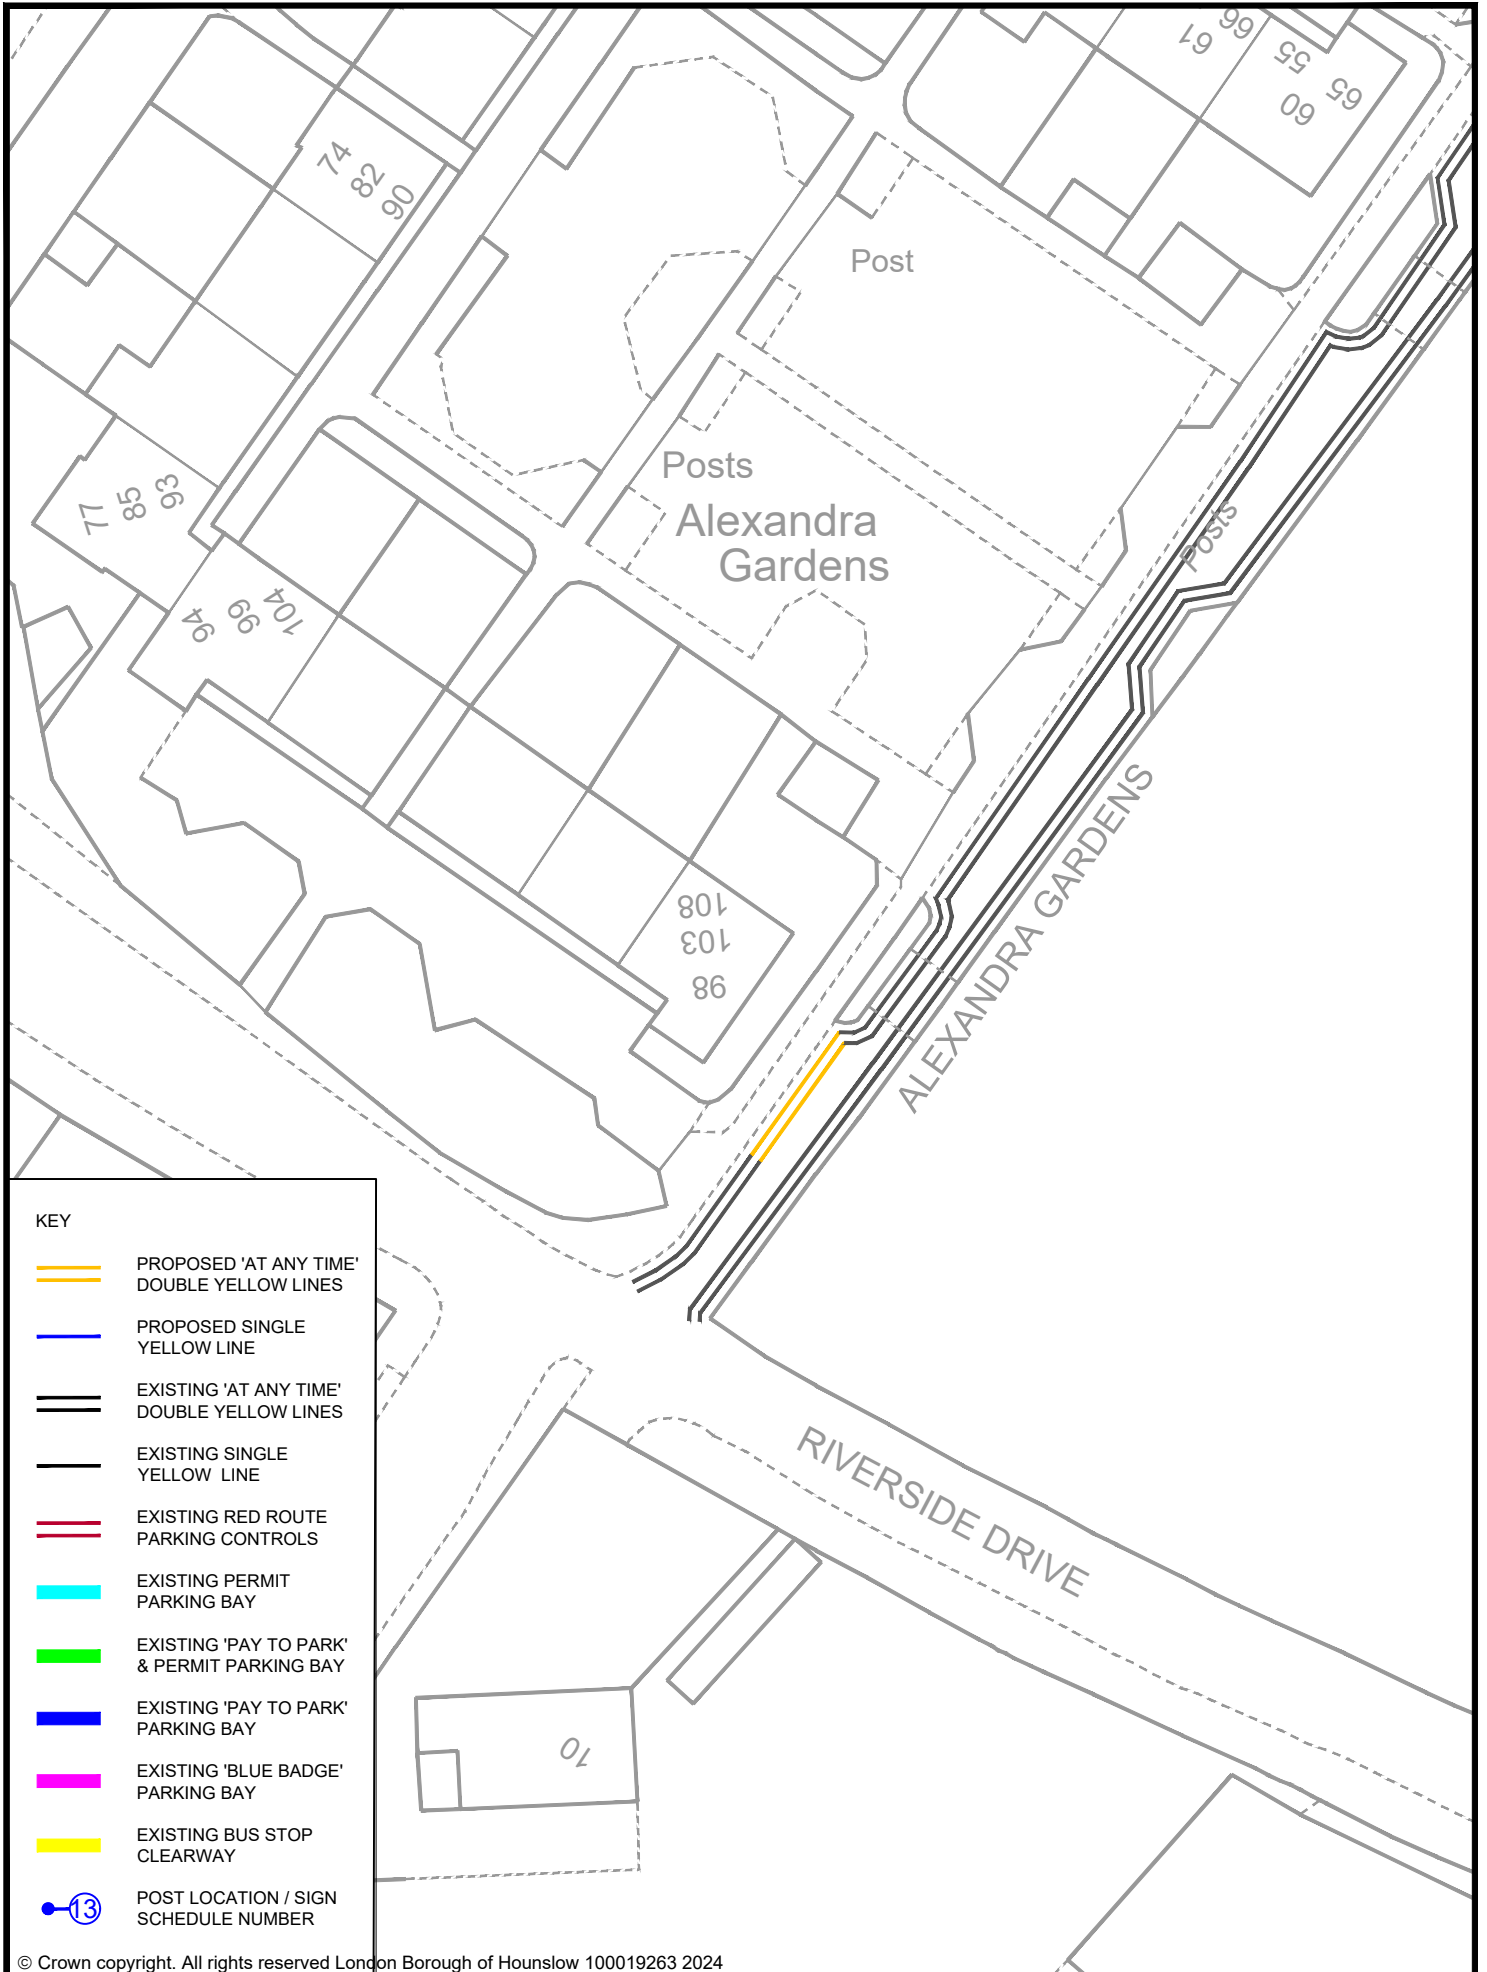 66
61
55
65
60
74
82
90
Post
Posts
Alexandra
Gardens
Posts
93
85
77
104
99
94
108
103
98
ALEXANDRA GARDENS
RIVERSIDE DRIVE
10
KEY
PROPOSED 'AT ANY TIME'
DOUBLE YELLOW LINES
PROPOSED SINGLE
YELLOW LINE
EXISTING 'AT ANY TIME'
DOUBLE YELLOW LINES
EXISTING SINGLE
YELLOW LINE
EXISTING RED ROUTE
PARKING CONTROLS
EXISTING PERMIT
PARKING BAY
EXISTING 'PAY TO PARK'
& PERMIT PARKING BAY
EXISTING 'PAY TO PARK'
PARKING BAY
EXISTING 'BLUE BADGE'
PARKING BAY
EXISTING BUS STOP
CLEARWAY
13
POST LOCATION / SIGN
SCHEDULE NUMBER
© Crown copyright. All rights reserved London Borough of Hounslow 100019263 2024